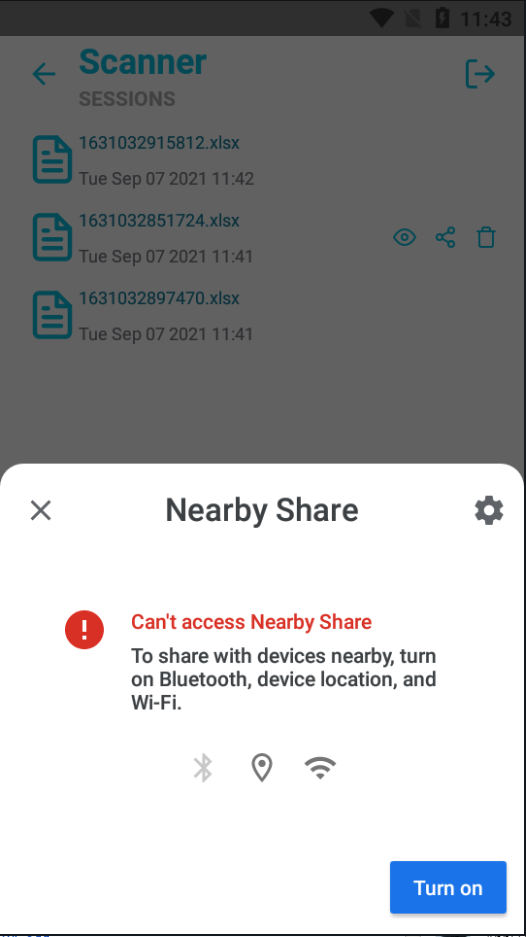 11:43
Scanner
SESSIONS
1631032915812.xlsx
Tue Sep 07 2021 11:42
1631032851724.xlsx
Tue Sep 07 2021 11:41
1631032897470.xlsx
Tue Sep 07 2021 11:41
Nearby Share
Can't access Nearby Share
To share with devices nearby, turn
on Bluetooth, device location, and
Wi-Fi.
Turn on